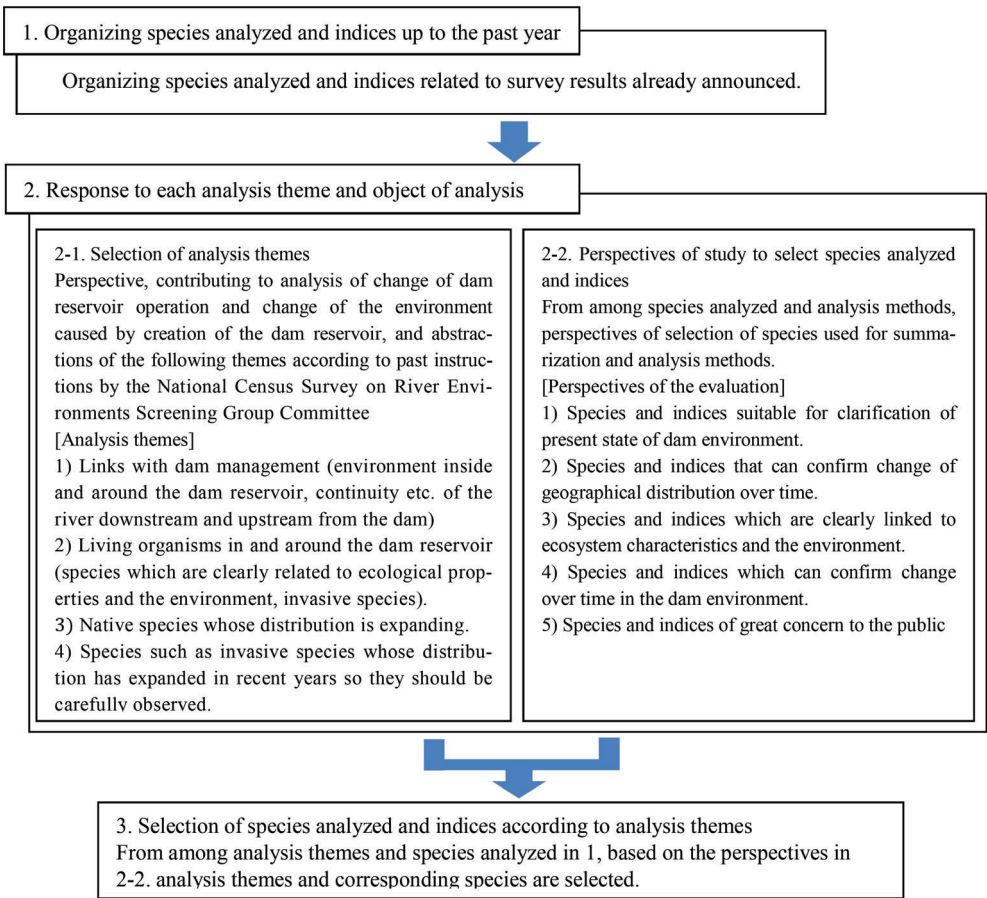 1. Organizing species analyzed and indices up to the past year
Organizing species analyzed and indices related to survey results already announced.
2. Response to each analysis theme and object of analysis
2-1. Selection of analysis themes
Perspective, contributing to analysis of change of dam
reservoir operation and change of the environment
caused by creation of the dam reservoir, and abstrac-
tions of the following themes according to past instruc-
tions by the National Census Survey on River En-
vironments Screening Group Committee
[Analysis themes]
1) Links with dam management (environment inside
and around the dam reservoir, continuity etc. of the
river downstream and upstream from the dam)
2) Living organisms in and around the dam reservoir
(species which are clearly related to ecological prop-
erties and the environment, invasive species).
3) Native species whose distribution is expanding.
4) Species such as invasive species whose distribu-
tion has expanded in recent years so they should be
carefully observed.
2-2. Perspectives of study to select species analyzed
and indices
From among species analyzed and analysis methods,
perspectives of selection of species used for summa-
rization and analysis methods.
[Perspectives of the evaluation]
1) Species and indices suitable for clarification of
present state of dam environment.
2) Species and indices that can confirm change of
geographical distribution over time.
3) Species and indices which are clearly linked to
ecosystem characteristics and the environment.
4) Species and indices which can confirm change
over time in the dam environment.
5) Species and indices of great concern to the public
3. Selection of species analyzed and indices according to analysis themes
From among analysis themes and species analyzed in 1, based on the perspectives in
2-2. analysis themes and corresponding species are selected.